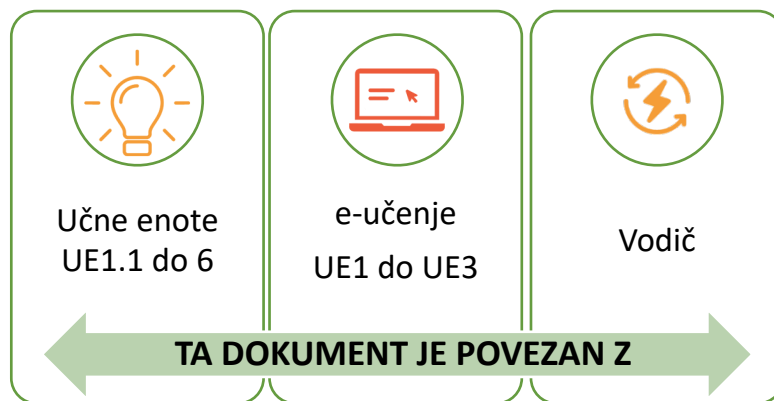 Učne enote
UE1.1 do 6
e-učenje
UE1 do UE3
Vodič
TA DOKUMENT JE POVEZAN Z